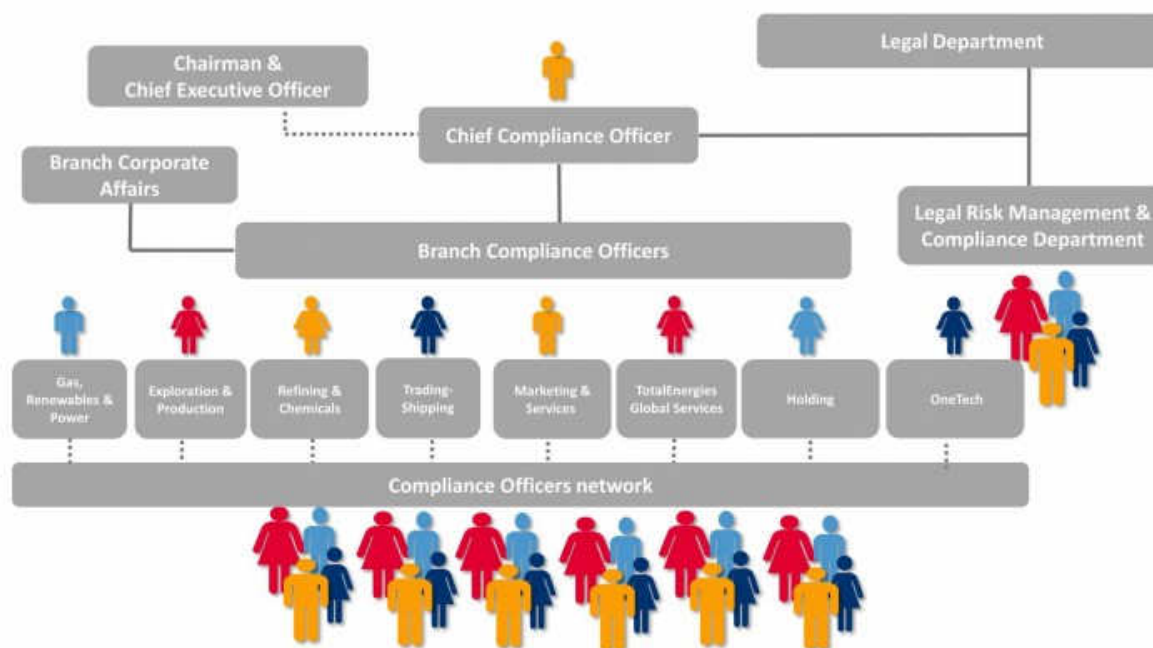 Legal Department
Chairman &
Chief Executive Officer
Chief Compliance Officer
Branch Corporate
Affairs
Legal Risk Management &
Compliance Department
Branch Compliance Officers
Gas,
Renewables &
Power
Exploration &
Production
Refining &
Chemicals
Trading-
Shipping
Marketing &
Services
TotalEnergies
Global Services
Holding
OneTech
Compliance Officers network